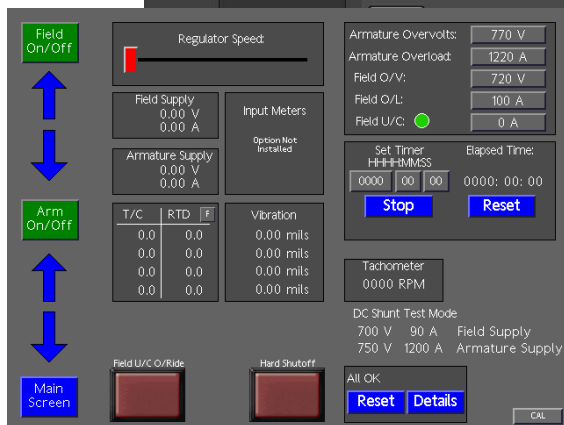 Field
On/Off
Regulator Speed:
Armature Overvolts: 770 V
Armature Overload: 1220 A
Field O/V: 720 V
Field O/L: 100 A
Field U/C: 0 A
Field Supply
0.00 V
0.00 A
Input Meters
Option Not
Installed
Armature Supply
0.00 V
0.00 A
Set Timer
HHHH:MM:SS
0000 00 00
Stop
Elapsed Time:
0000: 00: 00
Reset
Arm
On/Off
T/C RTD F
0.0 0.0
0.0 0.0
0.0 0.0
0.0 0.0
Vibration
0.00 mils
0.00 mils
0.00 mils
0.00 mils
Tachometer
0000 RPM
DC Shunt Test Mode
700 V 90 A Field Supply
750 V 1200 A Armature Supply
Field U/C O/Ride
Hard Shutoff
Main
Screen
All OK
Reset Details
CAL